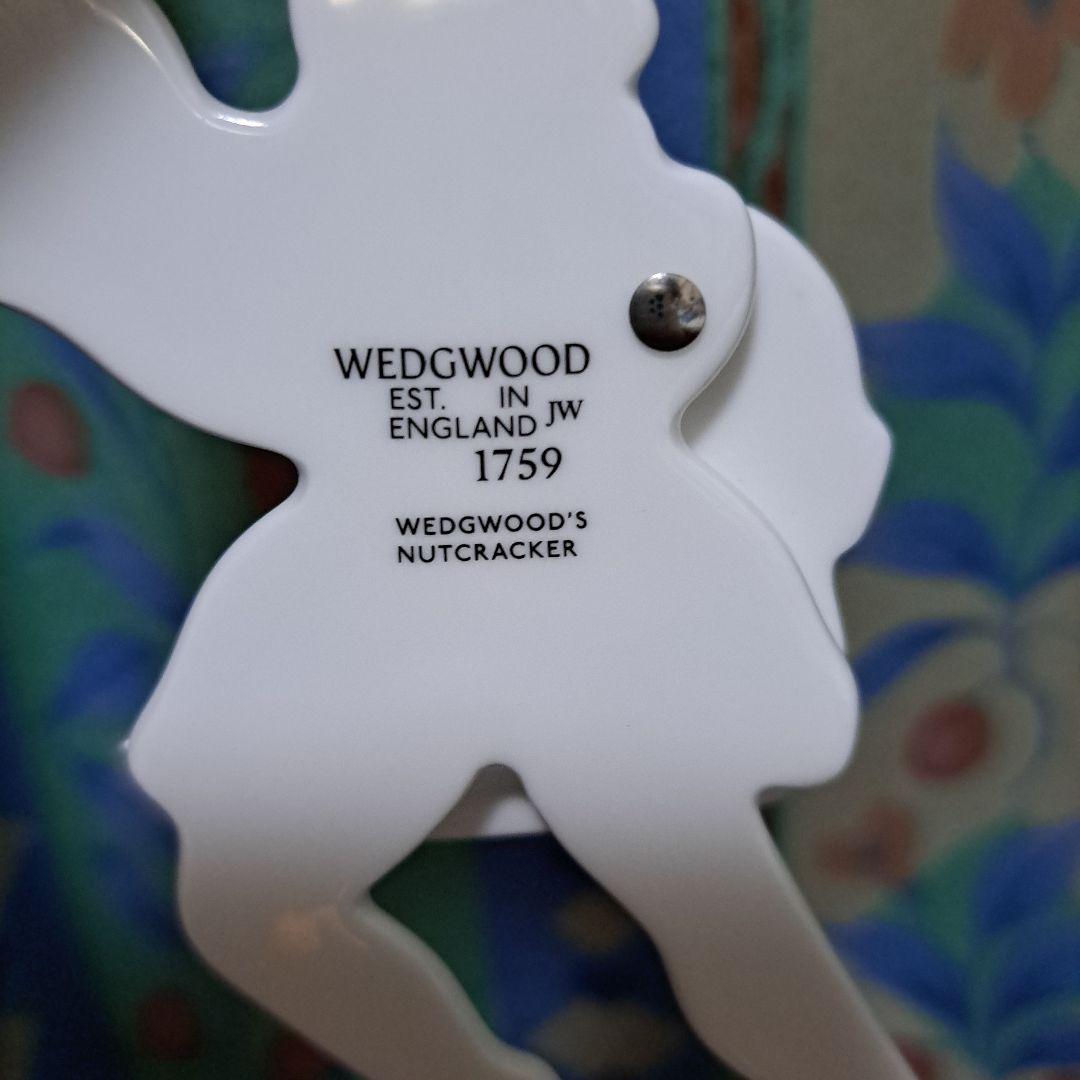 WEDGWOOD
EST. IN
ENGLAND JW
1759
WEDGWOOD'S
NUTCRACKER